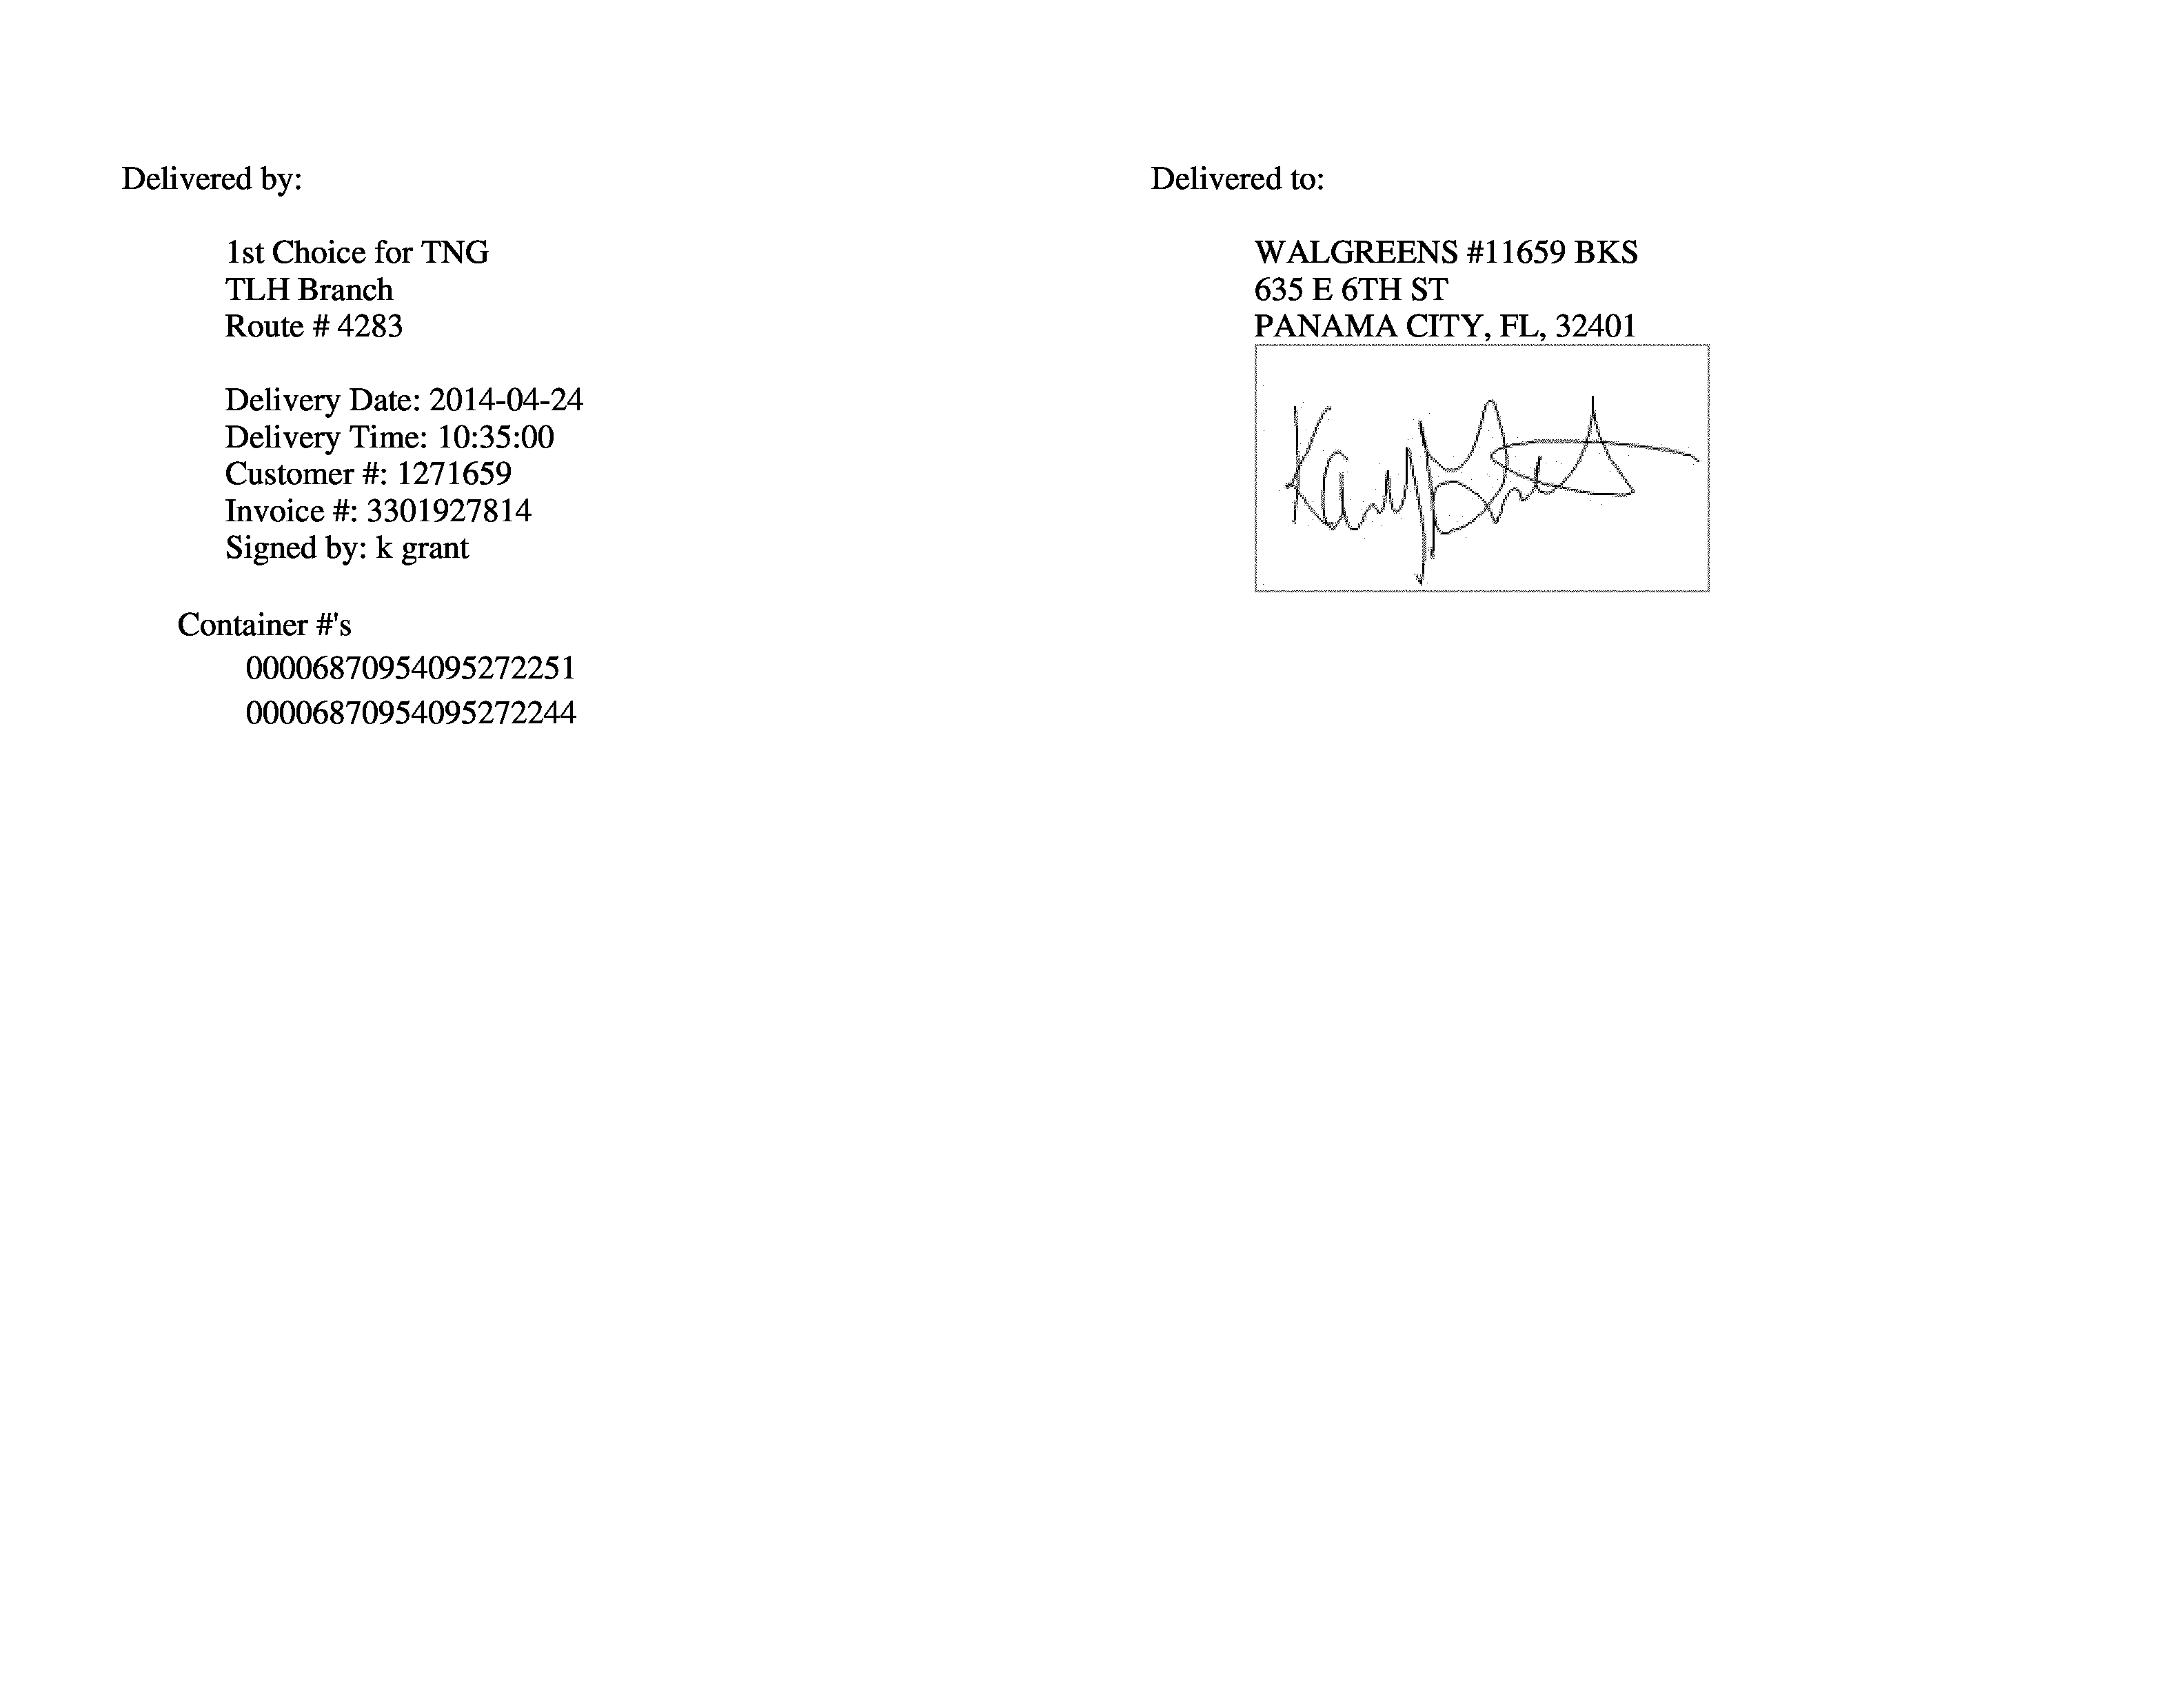 Delivered by:
1st Choice for TNG
TLH Branch
Route # 4283
Delivery Date: 2014-04-24
Delivery Time: 10:35:00
Customer #: 1271659
Invoice #: 3301927814
Signed by: k grant
Container #'s
00006870954095272251
00006870954095272244
Delivered to:
WALGREENS #11659 BKS
635 E 6TH ST
PANAMA CITY, FL, 32401